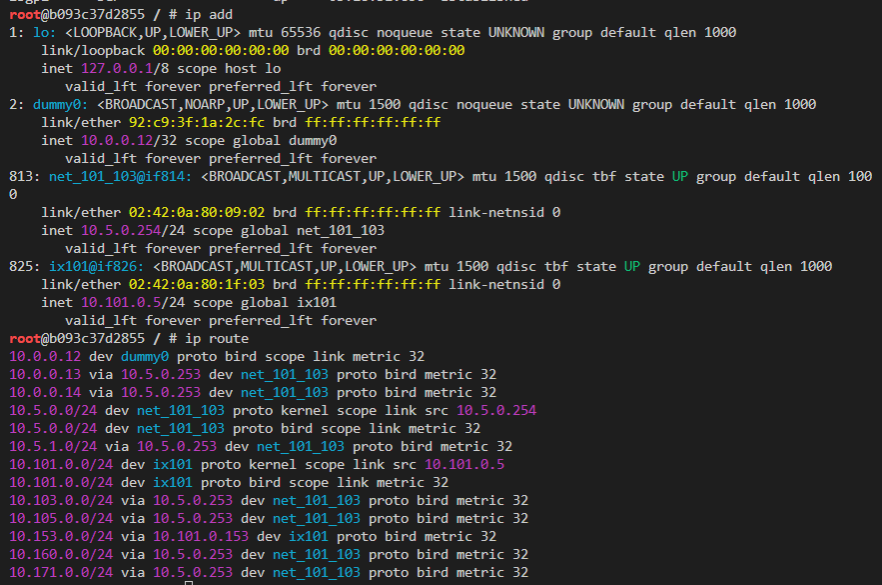 root@b093c37d2855 / # ip add
1: lo: <LOOPBACK,UP,LOWER_UP> mtu 65536 qdisc noqueue state UNKNOWN group default qlen 1000
    link/loopback 00:00:00:00:00:00 brd 00:00:00:00:00:00
    inet 127.0.0.1/8 scope host lo
       valid_lft forever preferred_lft forever
2: dummy0: <BROADCAST,NOARP,UP,LOWER_UP> mtu 1500 qdisc noqueue state UNKNOWN group default qlen 1000
    link/ether 92:c9:3f:1a:2c:fc brd ff:ff:ff:ff:ff:ff
    inet 10.0.0.12/32 scope global dummy0
       valid_lft forever preferred_lft forever
813: net_101_103@if814: <BROADCAST,MULTICAST,UP,LOWER_UP> mtu 1500 qdisc tbf state UP group default qlen 100
0
    link/ether 02:42:0a:80:09:02 brd ff:ff:ff:ff:ff:ff link-netnsid 0
    inet 10.5.0.254/24 scope global net_101_103
       valid_lft forever preferred_lft forever
825: ix101@if826: <BROADCAST,MULTICAST,UP,LOWER_UP> mtu 1500 qdisc tbf state UP group default qlen 1000
    link/ether 02:42:0a:80:1f:03 brd ff:ff:ff:ff:ff:ff link-netnsid 0
    inet 10.101.0.5/24 scope global ix101
       valid_lft forever preferred_lft forever
root@b093c37d2855 / # ip route
10.0.0.12 dev dummy0 proto bird scope link metric 32
10.0.0.13 via 10.5.0.253 dev net_101_103 proto bird metric 32
10.0.0.14 via 10.5.0.253 dev net_101_103 proto bird metric 32
10.5.0.0/24 dev net_101_103 proto kernel scope link src 10.5.0.254
10.5.0.0/24 dev net_101_103 proto bird scope link metric 32
10.5.1.0/24 via 10.5.0.253 dev net_101_103 proto bird metric 32
10.101.0.0/24 dev ix101 proto kernel scope link src 10.101.0.5
10.101.0.0/24 dev ix101 proto bird scope link metric 32
10.103.0.0/24 via 10.5.0.253 dev net_101_103 proto bird metric 32
10.105.0.0/24 via 10.5.0.253 dev net_101_103 proto bird metric 32
10.153.0.0/24 via 10.101.0.153 dev ix101 proto bird metric 32
10.160.0.0/24 via 10.5.0.253 dev net_101_103 proto bird metric 32
10.171.0.0/24 via 10.5.0.253 dev net_101_103 proto bird metric 32